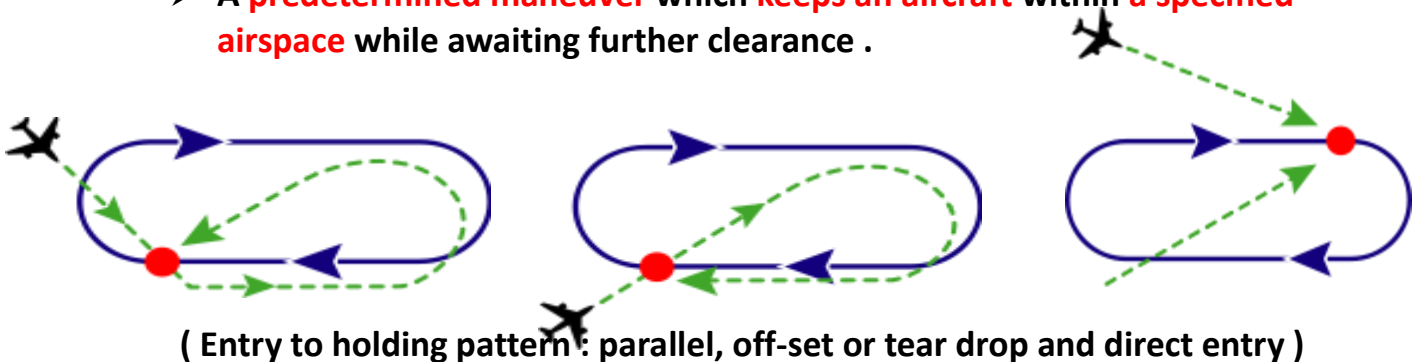 ➢ A predetermined maneuver which keeps an aircraft within a specified
airspace while awaiting further clearance .
( Entry to holding pattern : parallel, off-set or tear drop and direct entry )